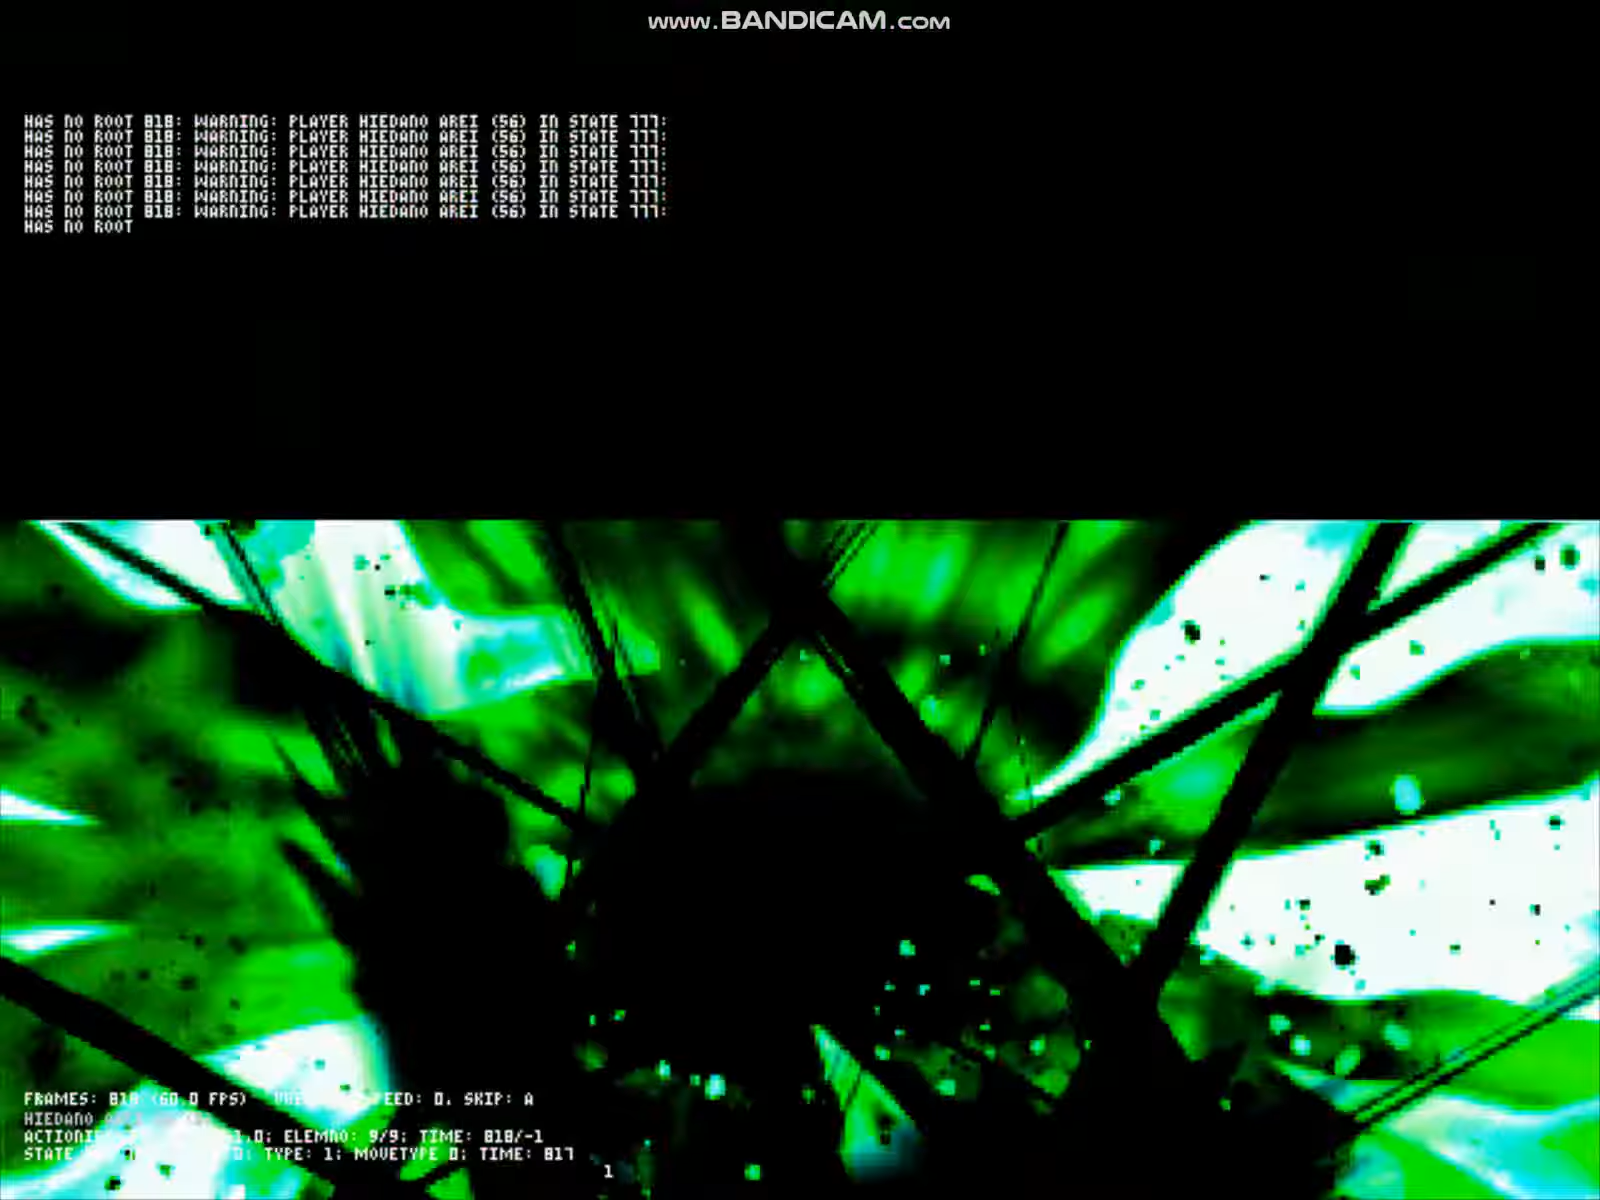 www.BANDICAM.com
HAS NO ROOT 818: WARNING: PLAYER HIEDANO AREI (56) IN STATE 777:
HAS NO ROOT 818: WARNING: PLAYER HIEDANO AREI (56) IN STATE 777:
HAS NO ROOT 818: WARNING: PLAYER HIEDANO AREI (56) IN STATE 777:
HAS NO ROOT 818: WARNING: PLAYER HIEDANO AREI (56) IN STATE 777:
HAS NO ROOT 818: WARNING: PLAYER HIEDANO AREI (56) IN STATE 777:
HAS NO ROOT 818: WARNING: PLAYER HIEDANO AREI (56) IN STATE 777:
HAS NO ROOT 818: WARNING: PLAYER HIEDANO AREI (56) IN STATE 777:
HAS NO ROOT
FRAMES: 818 (60.0 FPS) SKIP: A
HIEDANO
ELEMNO: 9/9; TIME: 818/-1
STATE TYPE: 1; MOVETYPE 0; TIME: 817
1